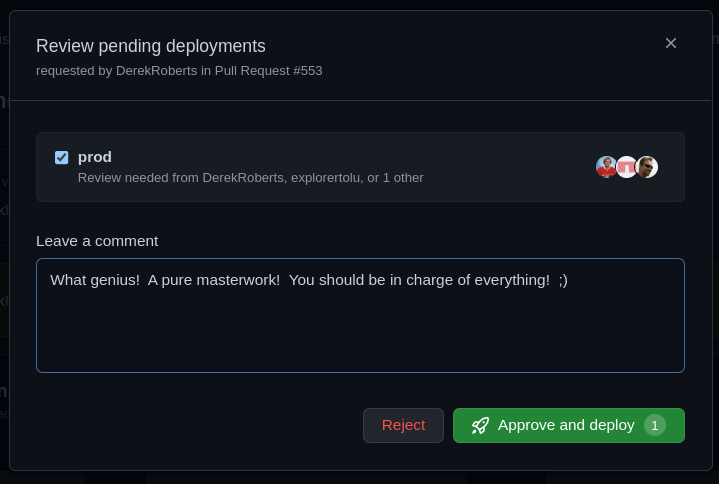 Review pending deployments
requested by DerekRoberts in Pull Request #553
prod
Review needed from DerekRoberts, explorertolu, or 1 other
Leave a comment
What genius!  A pure masterwork!  You should be in charge of everything!  ;)
Reject
Approve and deploy 1